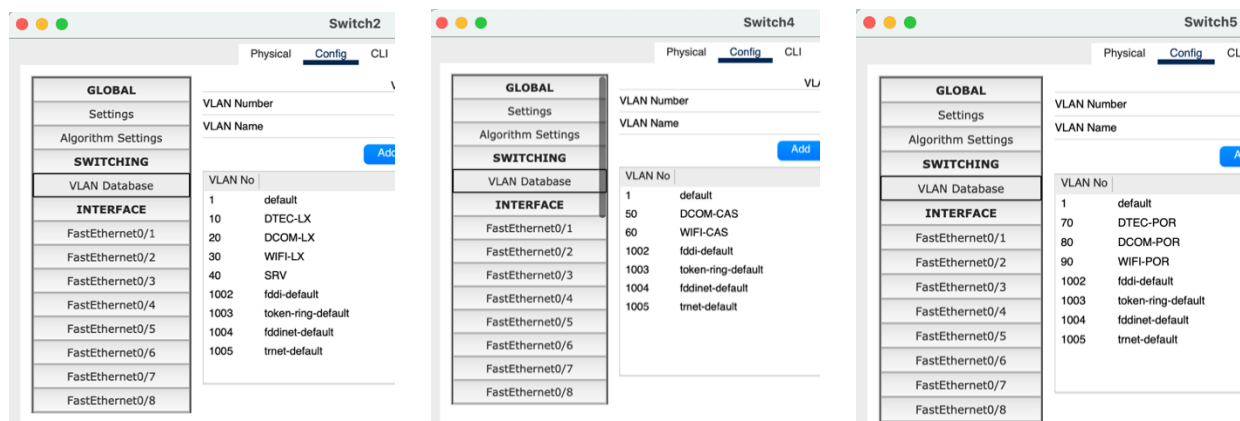 Switch2
Physical Config CLI
GLOBAL
Settings
Algorithm Settings
SWITCHING
VLAN Database
INTERFACE
FastEthernet0/1
FastEthernet0/2
FastEthernet0/3
FastEthernet0/4
FastEthernet0/5
FastEthernet0/6
FastEthernet0/7
FastEthernet0/8
VLAN Number
VLAN Name
Add
VLAN No
1 default
10 DTEC-LX
20 DCOM-LX
30 WIFI-LX
40 SRV
1002 fddi-default
1003 token-ring-default
1004 fddinet-default
1005 trnet-default
Switch4
Physical Config CLI
GLOBAL
Settings
Algorithm Settings
SWITCHING
VLAN Database
INTERFACE
FastEthernet0/1
FastEthernet0/2
FastEthernet0/3
FastEthernet0/4
FastEthernet0/5
FastEthernet0/6
FastEthernet0/7
FastEthernet0/8
VLAN Number
VLAN Name
Add
VLAN No
1 default
50 DCOM-CAS
60 WIFI-CAS
1002 fddi-default
1003 token-ring-default
1004 fddinet-default
1005 trnet-default
Switch5
Physical Config CL
GLOBAL
Settings
Algorithm Settings
SWITCHING
VLAN Database
INTERFACE
FastEthernet0/1
FastEthernet0/2
FastEthernet0/3
FastEthernet0/4
FastEthernet0/5
FastEthernet0/6
FastEthernet0/7
FastEthernet0/8
VLAN Number
VLAN Name
VLAN No
1 default
70 DTEC-POR
80 DCOM-POR
90 WIFI-POR
1002 fddi-default
1003 token-ring-default
1004 fddinet-default
1005 trnet-default